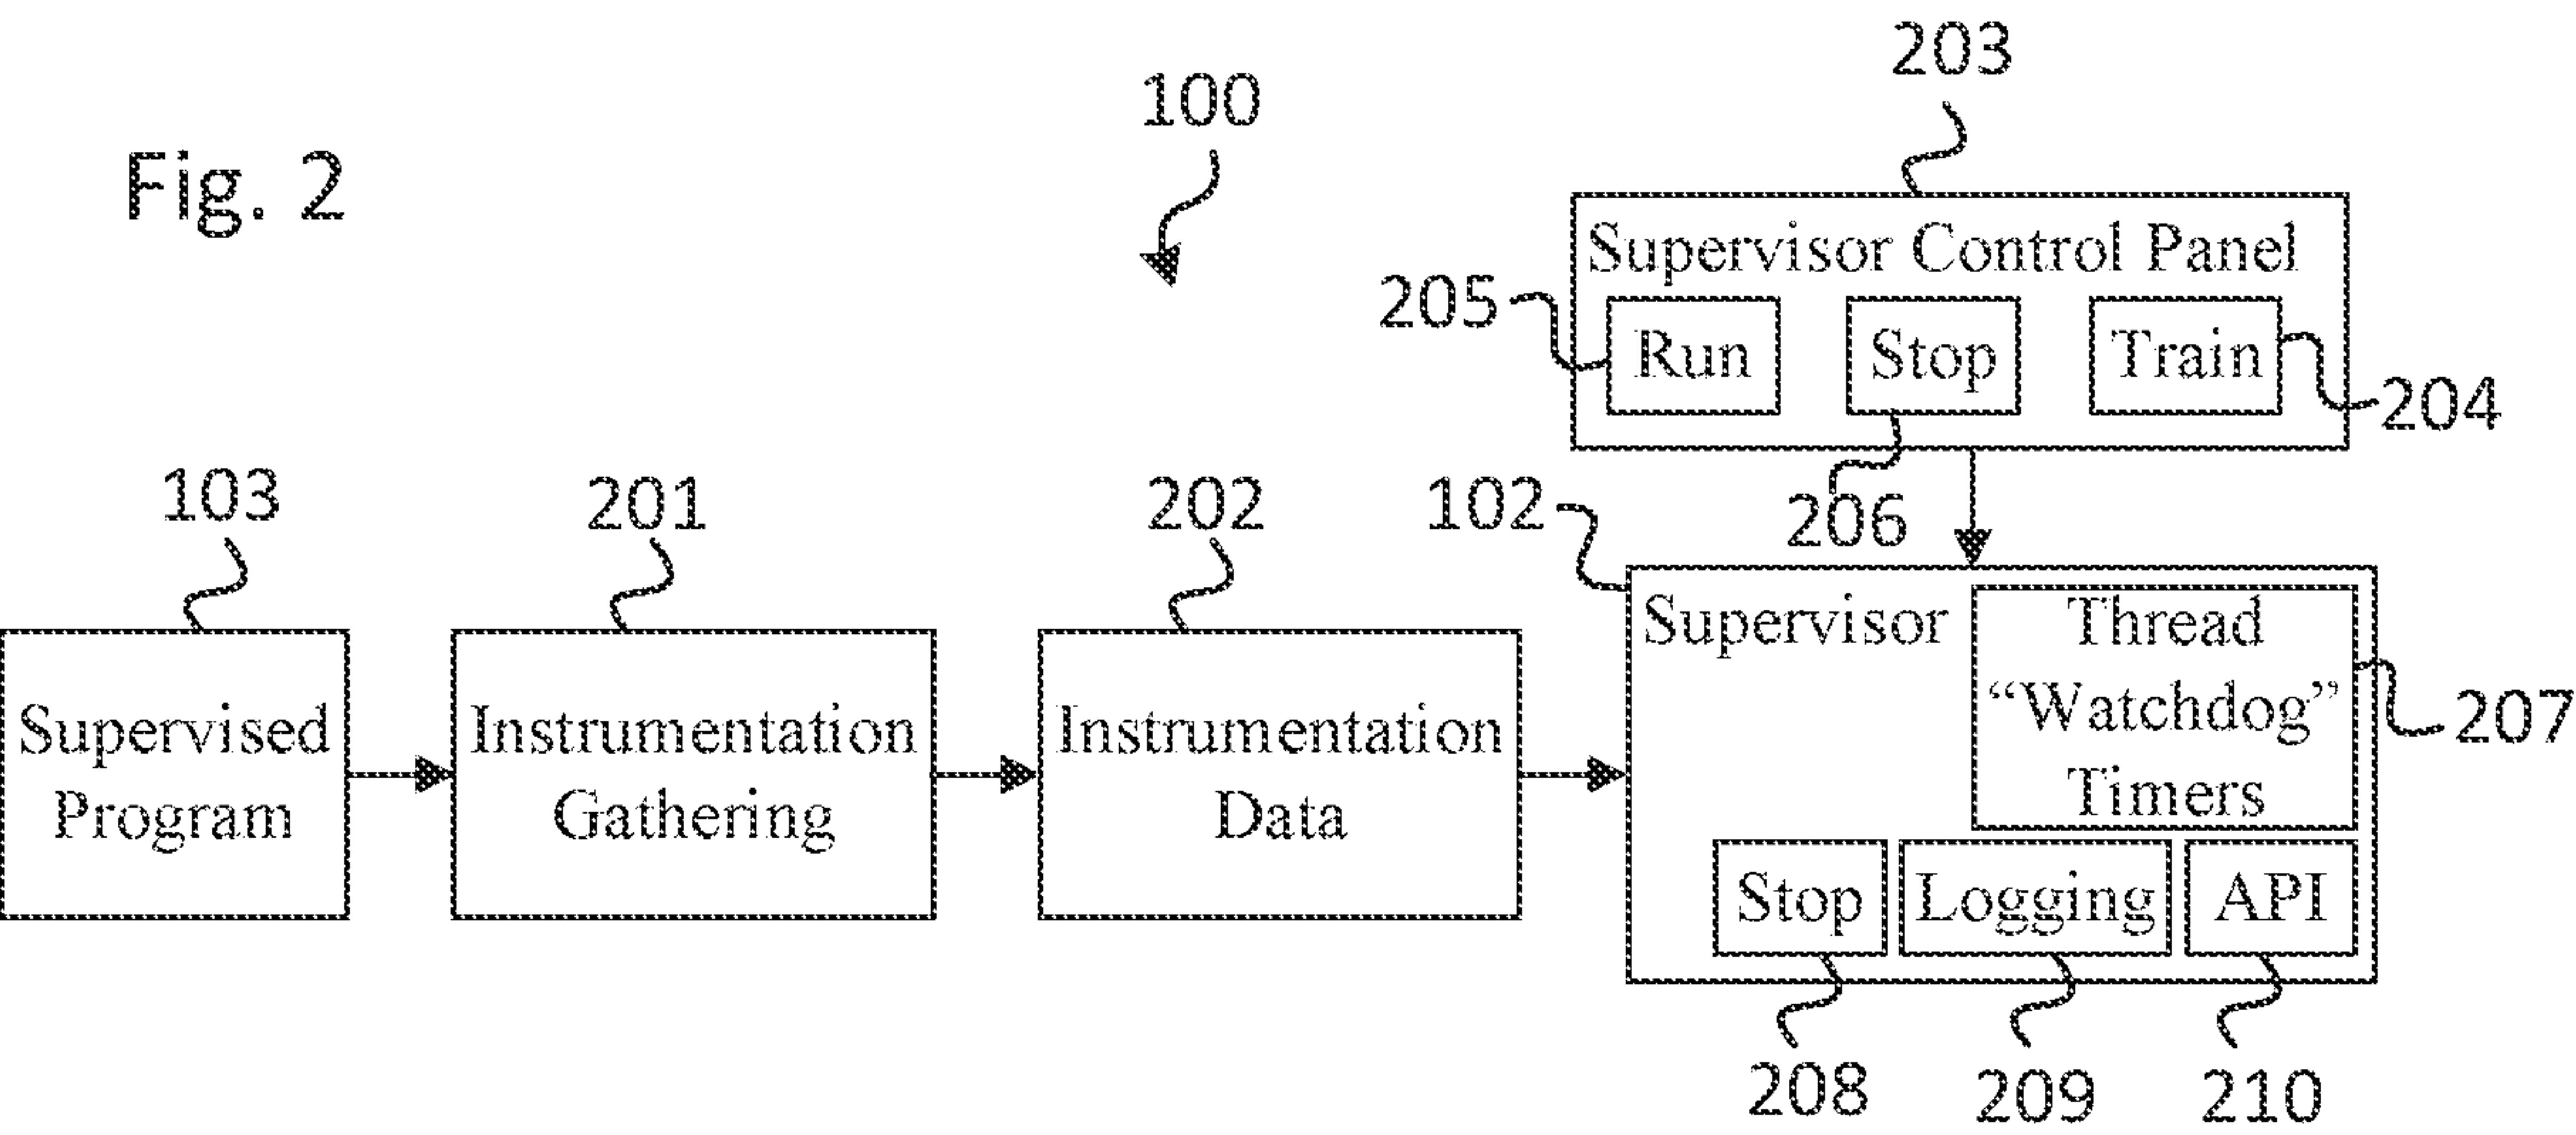 203
100
Fig. 2
Supervisor Control Panel
205
Run
Stop
Train
204
103
201
202
102
206
Supervised
Program
Instrumentation
Gathering
Instrumentation
Data
Supervisor
Thread
“Watchdog”
Timers
207
Stop
Logging
API
208
209
210